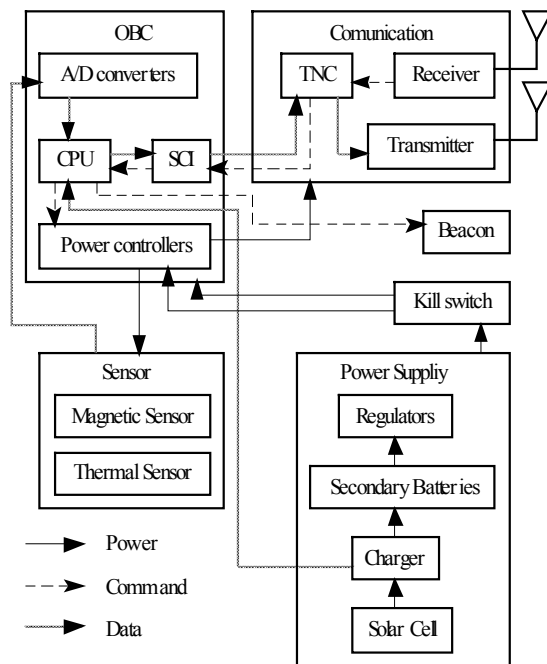 OBC
A/D converters
CPU
SCI
Power controllers
Comunication
TNC
Receiver
Transmitter
Beacon
Kill switch
Sensor
Magnetic Sensor
Thermal Sensor
Power Suppliy
Regulators
Secondary Batteries
Charger
Solar Cell
Power
Command
Data